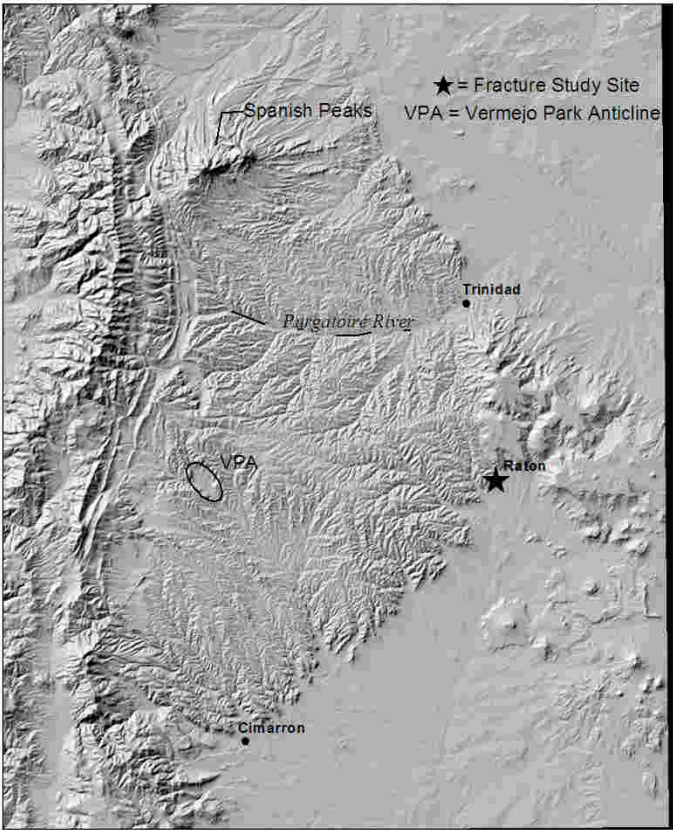 ★ = Fracture Study Site
Spanish Peaks
VPA = Vermejo Park Anticline
Trinidad
Purgatoire River
VPA
Raton
Cimarron